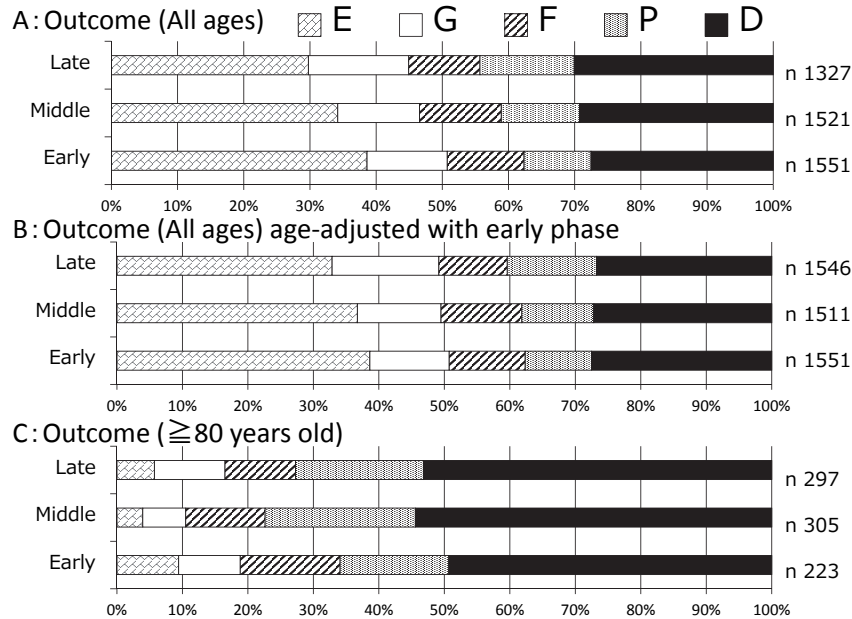 A:Outcome (All ages) E G F P D
Late n 1327
Middle n 1521
Early n 1551
0% 10% 20% 30% 40% 50% 60% 70% 80% 90% 100%
B:Outcome (All ages) age-adjusted with early phase
Late n 1546
Middle n 1511
Early n 1551
0% 10% 20% 30% 40% 50% 60% 70% 80% 90% 100%
C:Outcome (≧80 years old)
Late n 297
Middle n 305
Early n 223
0% 10% 20% 30% 40% 50% 60% 70% 80% 90% 100%